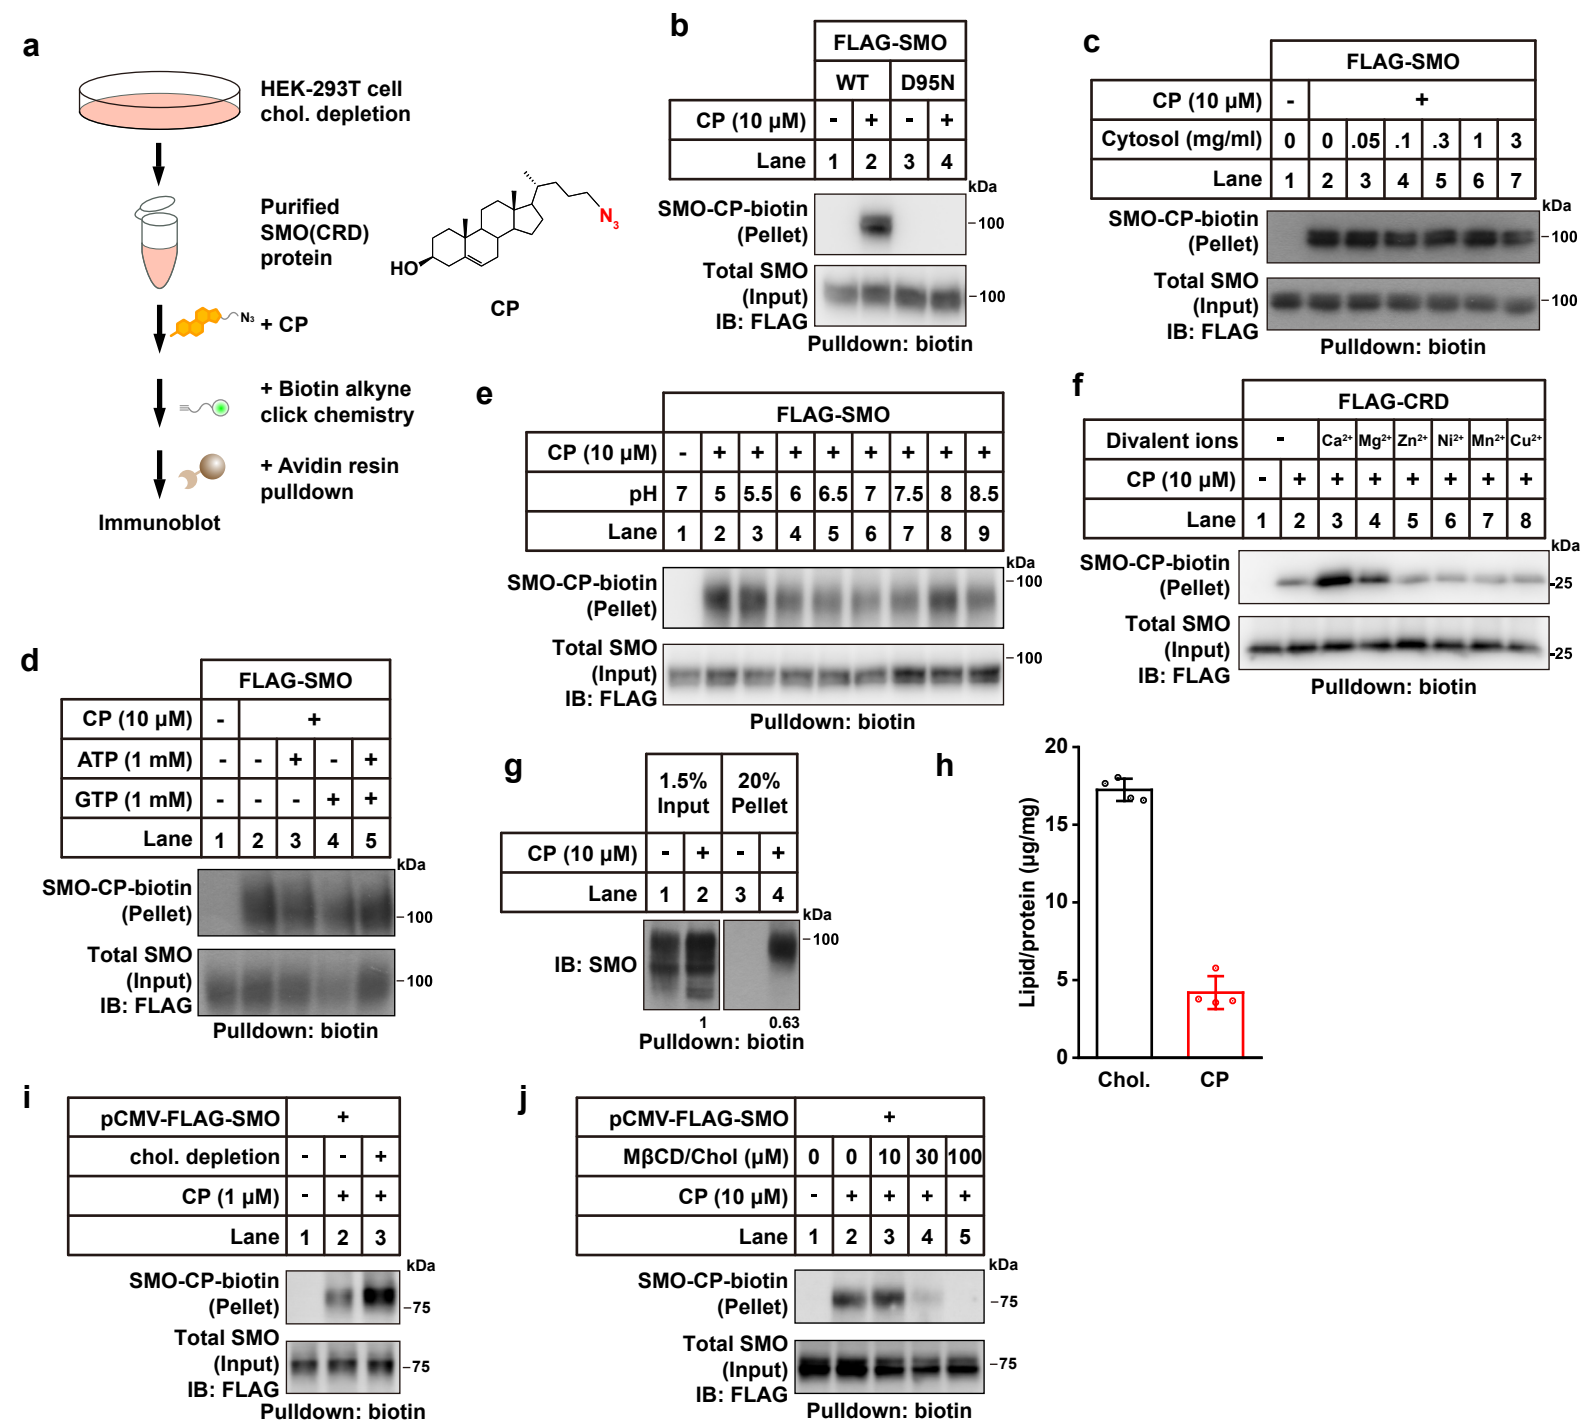 a
HEK-293T cell
chol. depletion
Purified
SMO(CRD)
protein
N₃
+ CP
+ Biotin alkyne
click chemistry
+ Avidin resin
pulldown
Immunoblot
HO
N₃
CP
b
FLAG-SMO
WT D95N
CP (10 µM) - + - +
Lane 1 2 3 4
kDa
SMO-CP-biotin
(Pellet)
100
Total SMO
(Input)
IB: FLAG
100
Pulldown: biotin
c
FLAG-SMO
CP (10 µM) - +
Cytosol (mg/ml) 0 0 .05 .1 .3 1 3
Lane 1 2 3 4 5 6 7
kDa
SMO-CP-biotin
(Pellet)
100
Total SMO
(Input)
IB: FLAG
100
Pulldown: biotin
d
FLAG-SMO
CP (10 µM) - +
ATP (1 mM) - - + - +
GTP (1 mM) - - - + +
Lane 1 2 3 4 5
kDa
SMO-CP-biotin
(Pellet)
100
Total SMO
(Input)
IB: FLAG
100
Pulldown: biotin
e
FLAG-SMO
CP (10 µM) - + + + + + + + +
pH 7 5 5.5 6 6.5 7 7.5 8 8.5
Lane 1 2 3 4 5 6 7 8 9
kDa
SMO-CP-biotin
(Pellet)
100
Total SMO
(Input)
IB: FLAG
100
Pulldown: biotin
f
FLAG-CRD
Divalent ions - Ca²⁺ Mg²⁺ Zn²⁺ Ni²⁺ Mn²⁺ Cu²⁺
CP (10 µM) - + + + + + + +
Lane 1 2 3 4 5 6 7 8
kDa
SMO-CP-biotin
(Pellet)
25
Total SMO
(Input)
IB: FLAG
25
Pulldown: biotin
g
1.5% Input 20% Pellet
CP (10 µM) - + - +
Lane 1 2 3 4
kDa
100
IB: SMO
1 0.63
Pulldown: biotin
h
Lipid/protein (µg/mg)
20
15
10
5
0
Chol. CP
i
pCMV-FLAG-SMO +
chol. depletion - - +
CP (1 µM) - + +
Lane 1 2 3
kDa
SMO-CP-biotin
(Pellet)
75
Total SMO
(Input)
IB: FLAG
75
Pulldown: biotin
j
pCMV-FLAG-SMO +
MβCD/Chol (µM) 0 0 10 30 100
CP (10 µM) - + + + +
Lane 1 2 3 4 5
kDa
SMO-CP-biotin
(Pellet)
75
Total SMO
(Input)
IB: FLAG
75
Pulldown: biotin